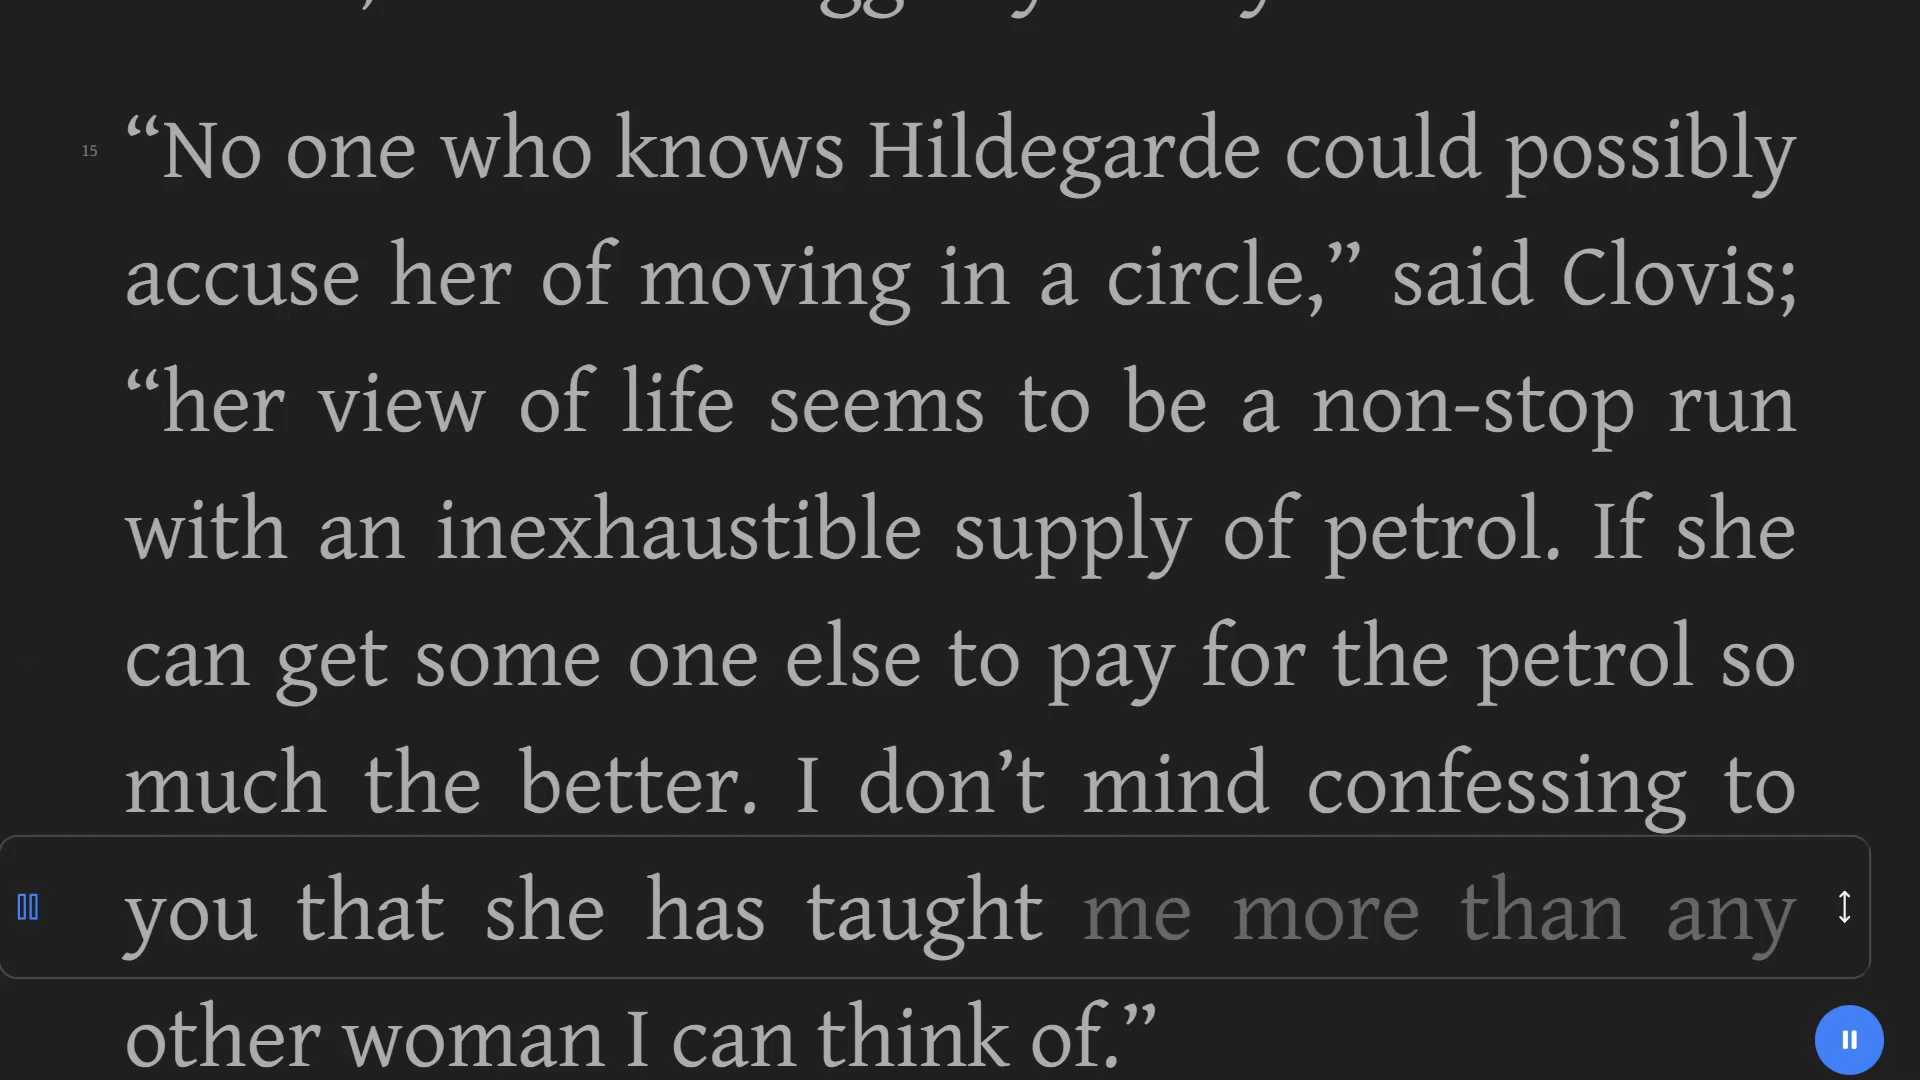 15 “No one who knows Hildegarde could possibly
accuse her of moving in a circle,” said Clovis;
“her view of life seems to be a non-stop run
with an inexhaustible supply of petrol. If she
can get some one else to pay for the petrol so
much the better. I don’t mind confessing to
you that she has taught me more than any
other woman I can think of.”